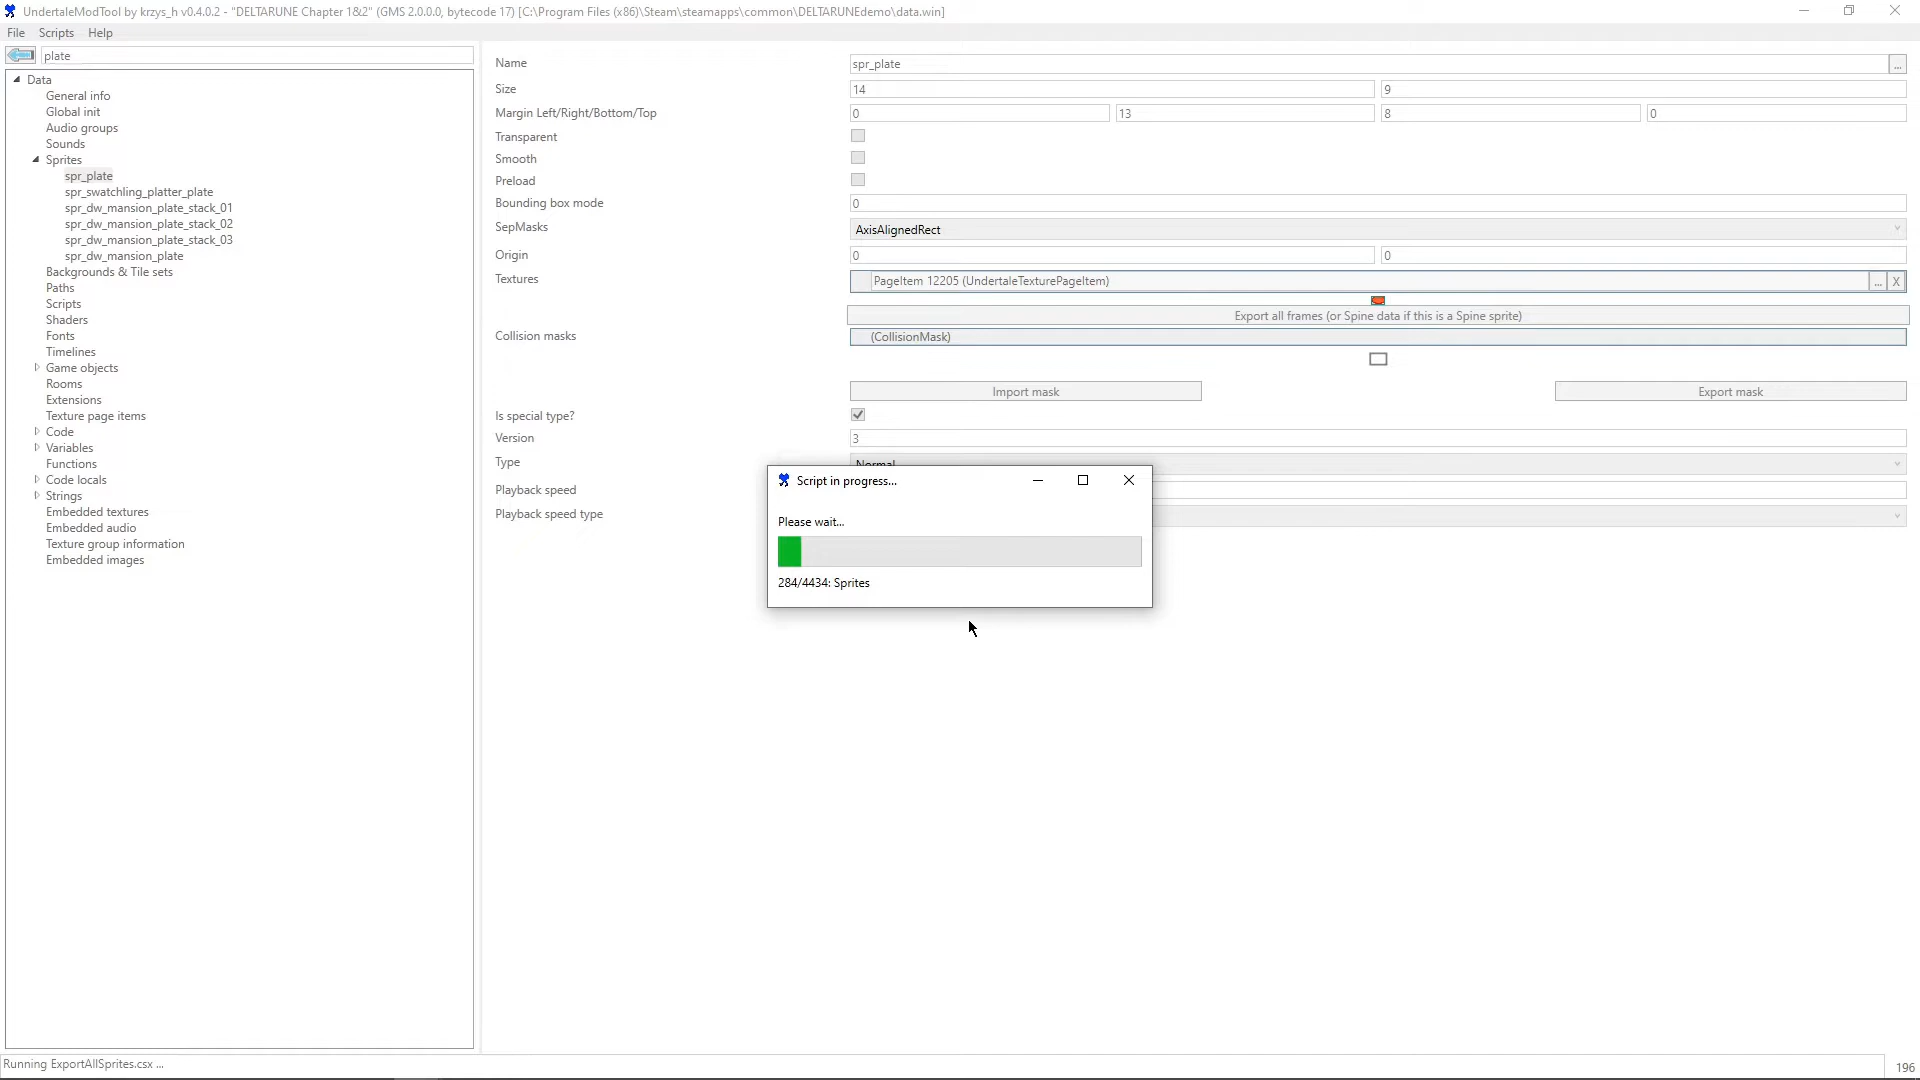 UndertaleModTool by krzys_h v0.4.0.2 - "DELTARUNE Chapter 1&2" (GMS 2.0.0.0, bytecode 17) [C:\Program Files (x86)\Steam\steamapps\common\DELTARUNEdemo\data.win]
File Scripts Help
plate
Data
General info
Global init
Audio groups
Sounds
Sprites
spr_plate
spr_swatchling_platter_plate
spr_dw_mansion_plate_stack_01
spr_dw_mansion_plate_stack_02
spr_dw_mansion_plate_stack_03
spr_dw_mansion_plate
Backgrounds & Tile sets
Paths
Scripts
Shaders
Fonts
Timelines
Game objects
Rooms
Extensions
Texture page items
Code
Variables
Functions
Code locals
Strings
Embedded textures
Embedded audio
Texture group information
Embedded images
Name spr_plate ...
Size 14 9
Margin Left/Right/Bottom/Top 0 13 8 0
Transparent
Smooth
Preload
Bounding box mode 0
SepMasks AxisAlignedRect
Origin 0 0
Textures PageItem 12205 (UndertaleTexturePageItem) ... X
Export all frames (or Spine data if this is a Spine sprite)
Collision masks (CollisionMask)
Import mask Export mask
Is special type?
Version 3
Type Normal
Playback speed
Playback speed type
Script in progress...
Please wait...
284/4434: Sprites
Running ExportAllSprites.csx ...
196